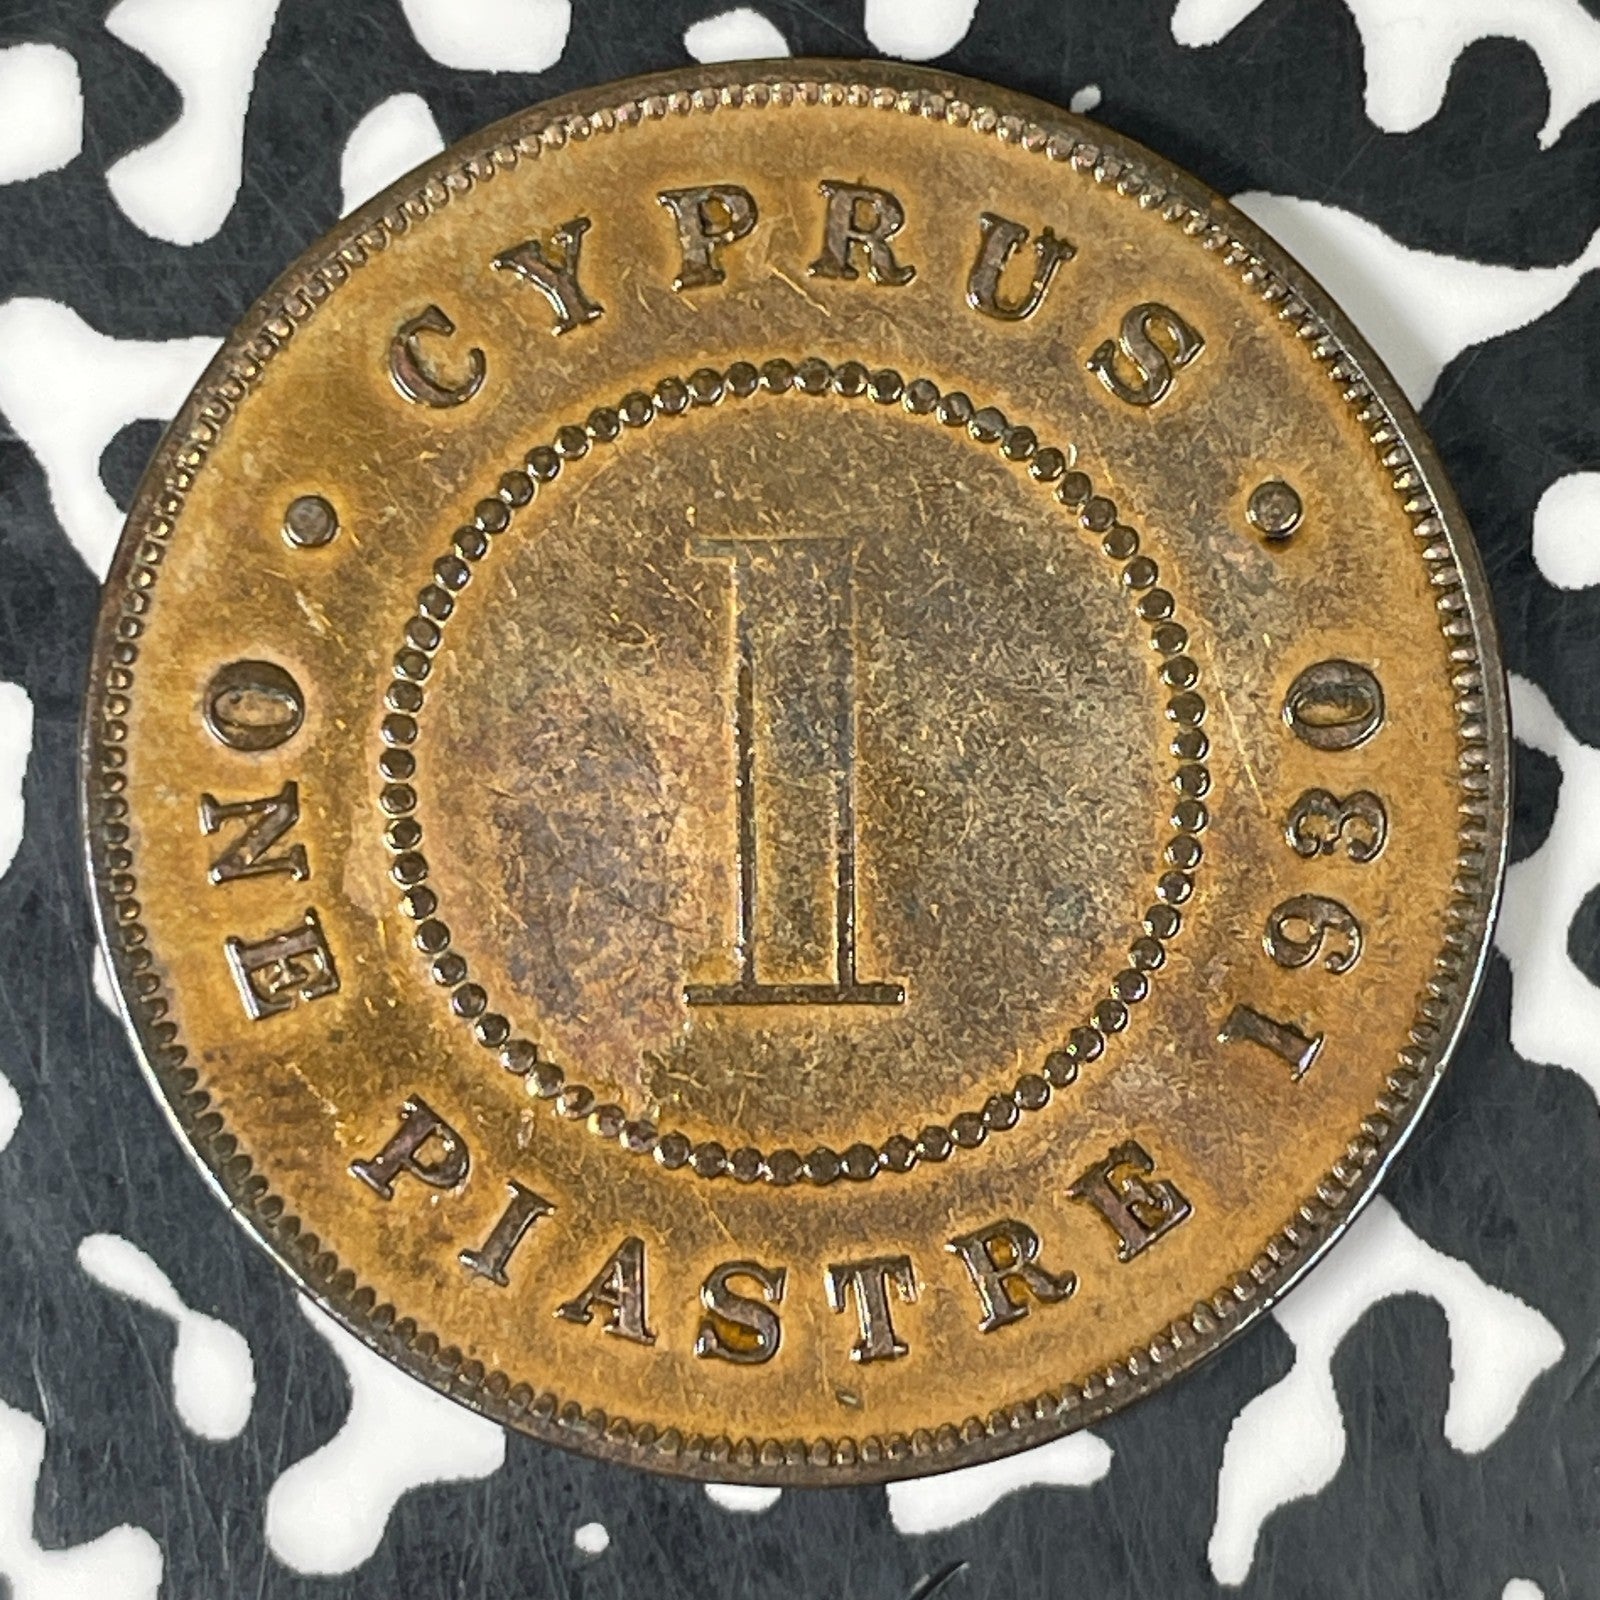 · CYPRUS ·
1
ONE PIASTRE 1930